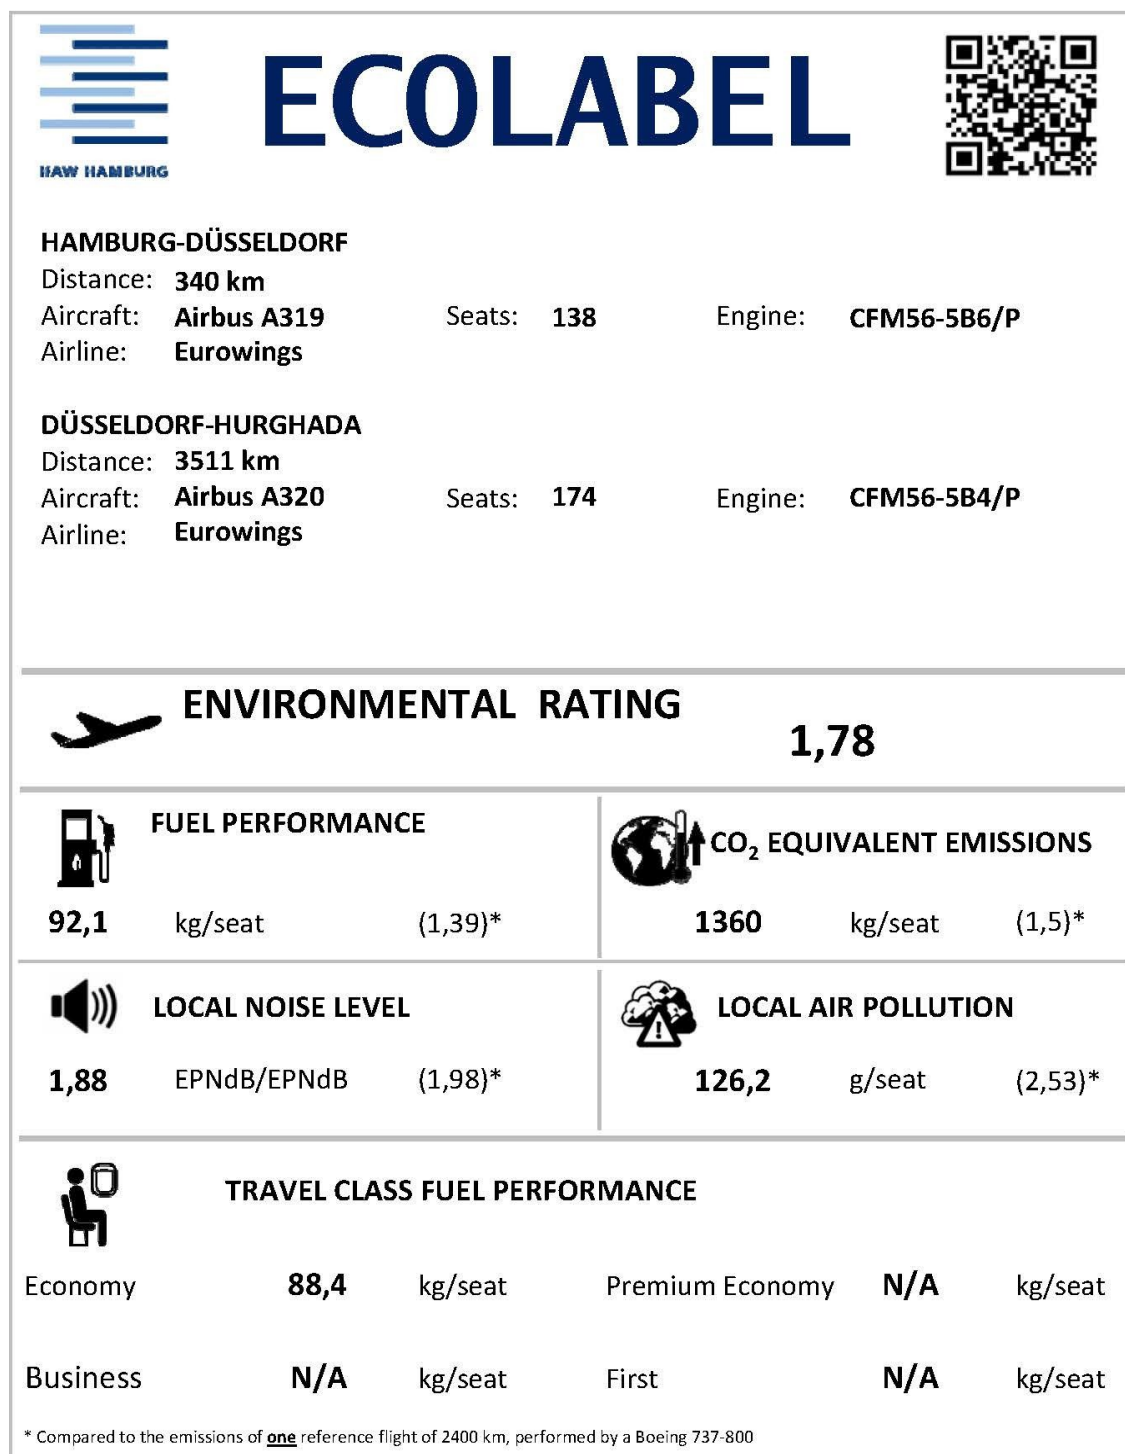 ECOLABEL
HAW HAMBURG
HAMBURG-DÜSSELDORF
Distance: 340 km
Aircraft: Airbus A319 Seats: 138 Engine: CFM56-5B6/P
Airline: Eurowings
DÜSSELDORF-HURGHADA
Distance: 3511 km
Aircraft: Airbus A320 Seats: 174 Engine: CFM56-5B4/P
Airline: Eurowings
ENVIRONMENTAL RATING
1,78
FUEL PERFORMANCE
92,1 kg/seat (1,39)*
CO₂ EQUIVALENT EMISSIONS
1360 kg/seat (1,5)*
LOCAL NOISE LEVEL
1,88 EPNdB/EPNdB (1,98)*
LOCAL AIR POLLUTION
126,2 g/seat (2,53)*
TRAVEL CLASS FUEL PERFORMANCE
Economy 88,4 kg/seat Premium Economy N/A kg/seat
Business N/A kg/seat First N/A kg/seat
* Compared to the emissions of one reference flight of 2400 km, performed by a Boeing 737-800